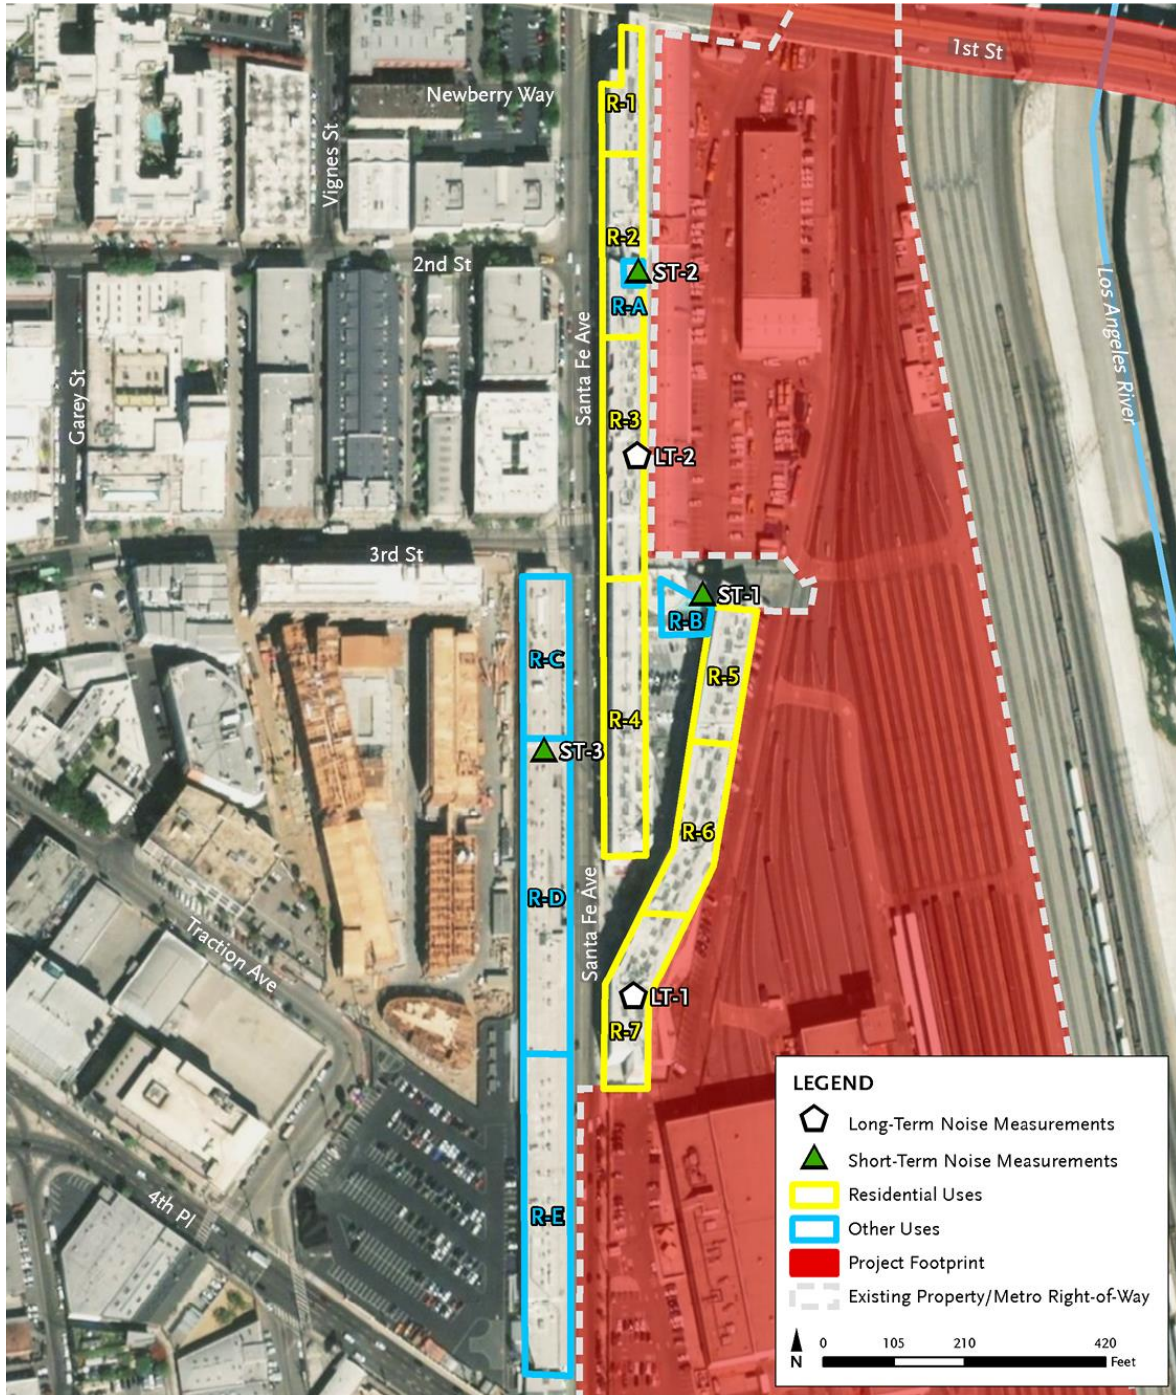 1st St
Newberry Way
R-1
Vignes St
R-2
2nd St
ST-2
R-A
Los Angeles River
Santa Fe Ave
Garey St
R-3
LT-2
3rd St
ST-1
R-B
R-C
R-5
R-4
ST-3
R-6
R-D
Santa Fe Ave
Traction Ave
LT-1
R-7
4th Pl
R-E
LEGEND
Long-Term Noise Measurements
Short-Term Noise Measurements
Residential Uses
Other Uses
Project Footprint
Existing Property/Metro Right-of-Way
N
0 105 210 420
Feet